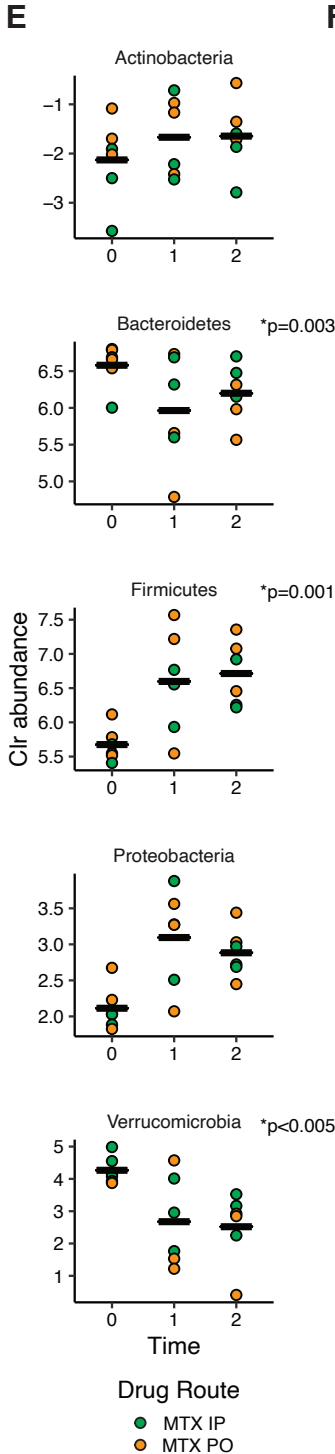 E
F
Actinobacteria
−1
−2
−3
0 1 2
Bacteroidetes *p=0.003
6.5
6.0
5.5
5.0
0 1 2
Firmicutes *p=0.001
7.5
7.0
6.5
6.0
5.5
0 1 2
Clr abundance
Proteobacteria
3.5
3.0
2.5
2.0
0 1 2
Verrucomicrobia *p<0.005
5
4
3
2
1
0 1 2
Time
Drug Route
MTX IP
MTX PO